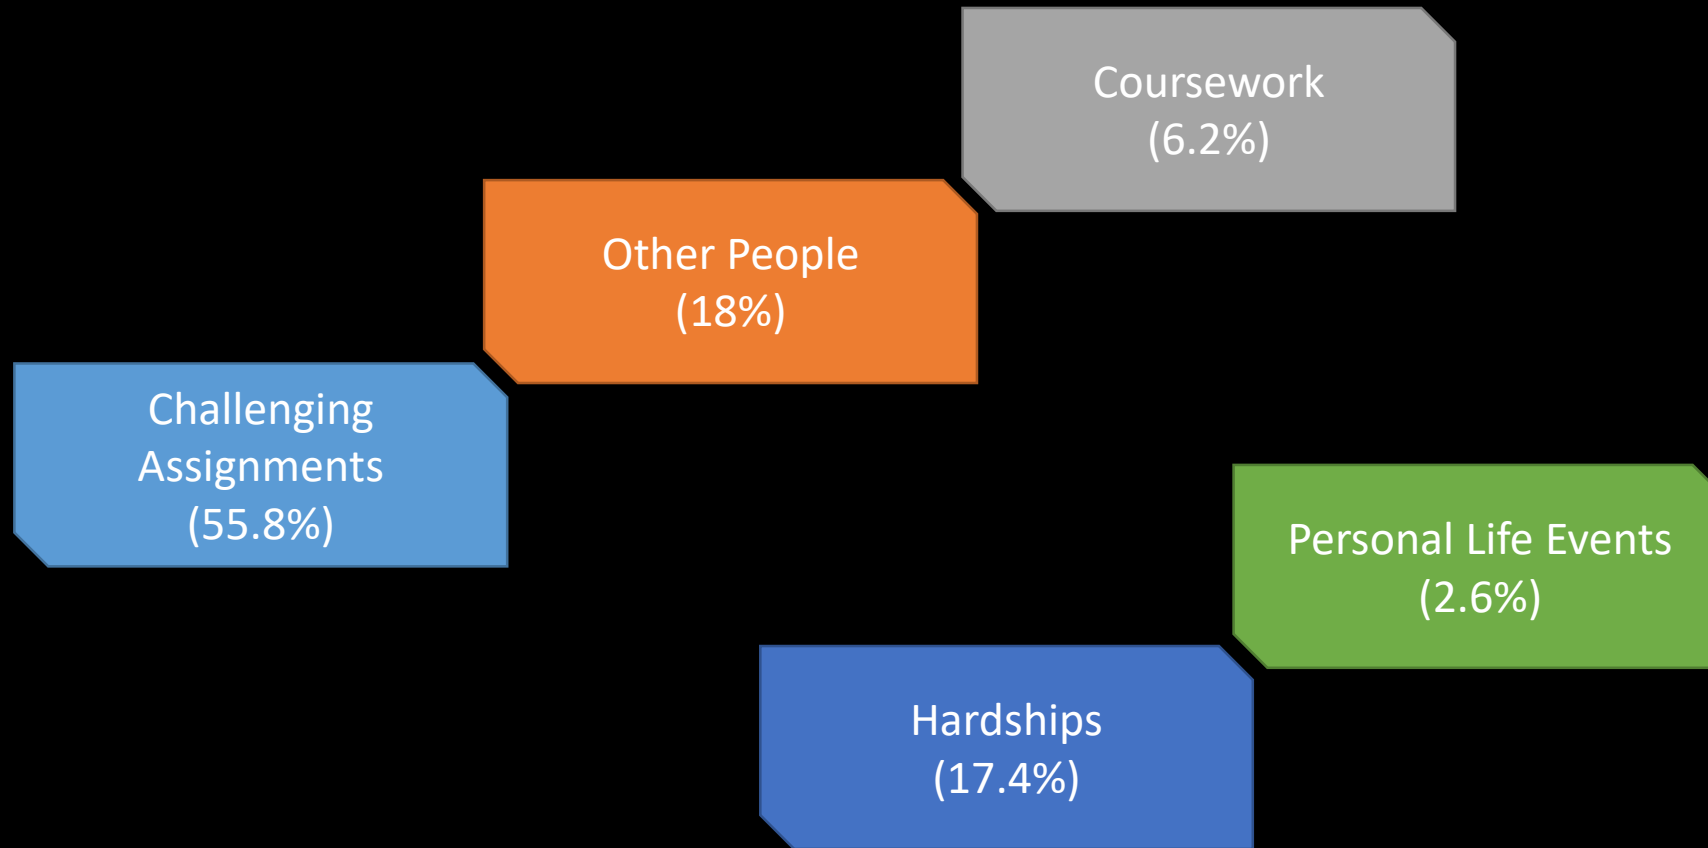 Coursework
(6.2%)
Other People
(18%)
Challenging
Assignments
(55.8%)
Personal Life Events
(2.6%)
Hardships
(17.4%)